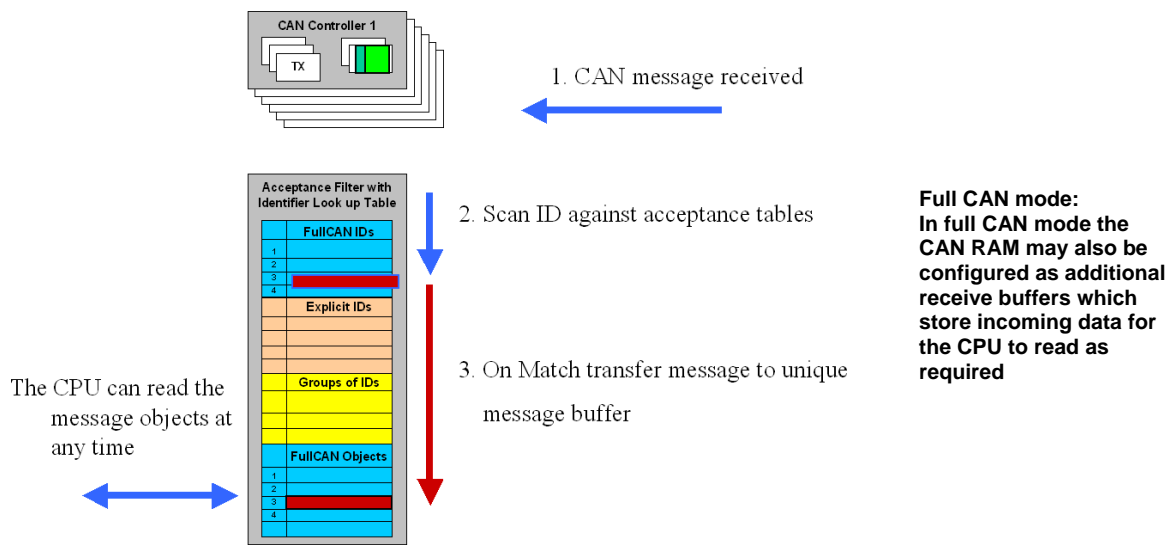 CAN Controller 1
TX
1. CAN message received
Acceptance Filter with
Identifier Look up Table
FullCAN IDs
1
2
3
4
Explicit IDs
Groups of IDs
FullCAN Objects
1
2
3
4
2. Scan ID against acceptance tables
3. On Match transfer message to unique
message buffer
The CPU can read the
message objects at
any time
Full CAN mode:
In full CAN mode the
CAN RAM may also be
configured as additional
receive buffers which
store incoming data for
the CPU to read as
required